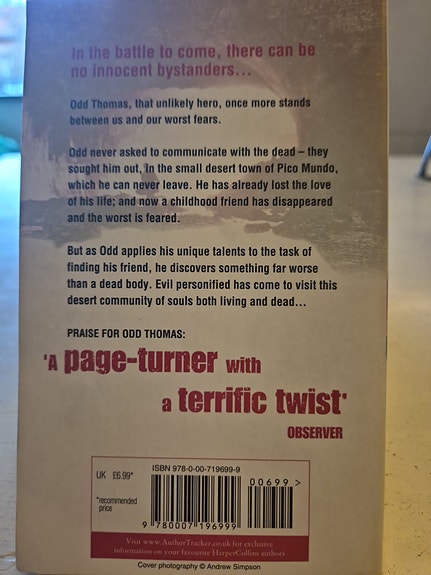 In the battle to come, there can be
no innocent bystanders...
Odd Thomas, that unlikely hero, once more stands
between us and our worst fears.
Odd never asked to communicate with the dead – they
sought him out, in the small desert town of Pico Mundo,
which he can never leave. He has already lost the love
of his life; and now a childhood friend has disappeared
and the worst is feared.
But as Odd applies his unique talents to the task of
finding his friend, he discovers something far worse
than a dead body. Evil personified has come to visit this
desert community of souls both living and dead...
PRAISE FOR ODD THOMAS:
'A page-turner with
a terrific twist'
OBSERVER
ISBN 978-0-00-719699-9
UK £6.99*
*recommended
price
00699 >
9 780007 196999
Visit www.AuthorTracker.co.uk for exclusive
information on your favourite HarperCollins authors
Cover photography © Andrew Simpson